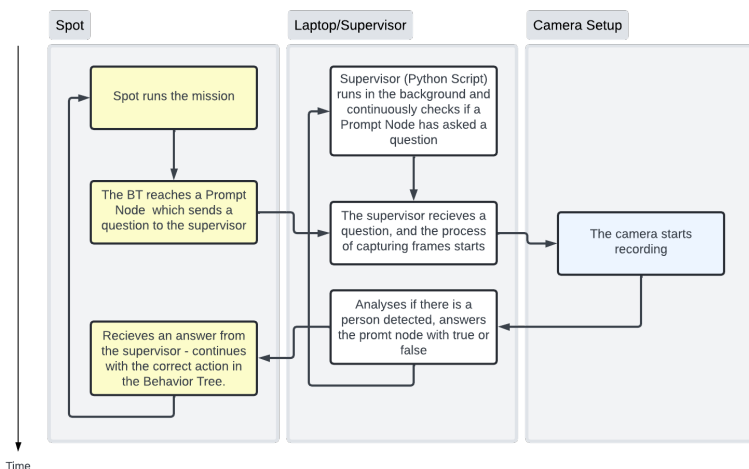 Spot
Laptop/Supervisor
Camera Setup
Spot runs the mission
Supervisor (Python Script)
runs in the background and
continuously checks if a
Prompt Node has asked a
question
The BT reaches a Prompt
Node which sends a
question to the supervisor
The supervisor recieves a
question, and the process
of capturing frames starts
The camera starts
recording
Analyses if there is a
person detected, answers
the promt node with true or
false
Recieves an answer from
the supervisor - continues
with the correct action in
the Behavior Tree.
Time